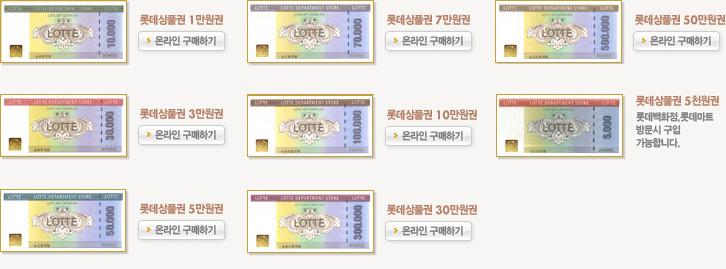 LOTTE DEPARTMENT STORE
LOTTE
10.000
롯데상품권 1만원권
온라인 구매하기
LOTTE DEPARTMENT STORE
LOTTE
70.000
롯데상품권 7만원권
온라인 구매하기
LOTTE DEPARTMENT STORE
LOTTE
500.000
롯데상품권 50만원권
온라인 구매하기
LOTTE DEPARTMENT STORE LOTTE
LOTTE
30.000
롯데상품권 3만원권
온라인 구매하기
LOTTE DEPARTMENT STORE LOTTE
LOTTE
100.000
롯데상품권 10만원권
온라인 구매하기
LOTTE DEPARTMENT STORE LOTTE
LOTTE
5.000
롯데상품권 5천원권
롯데백화점,롯데마트
방문시 구입
가능합니다.
LOTTE DEPARTMENT STORE LOTTE
LOTTE
50.000
롯데상품권 5만원권
온라인 구매하기
LOTTE DEPARTMENT STORE LOTTE
LOTTE
300.000
롯데상품권 30만원권
온라인 구매하기